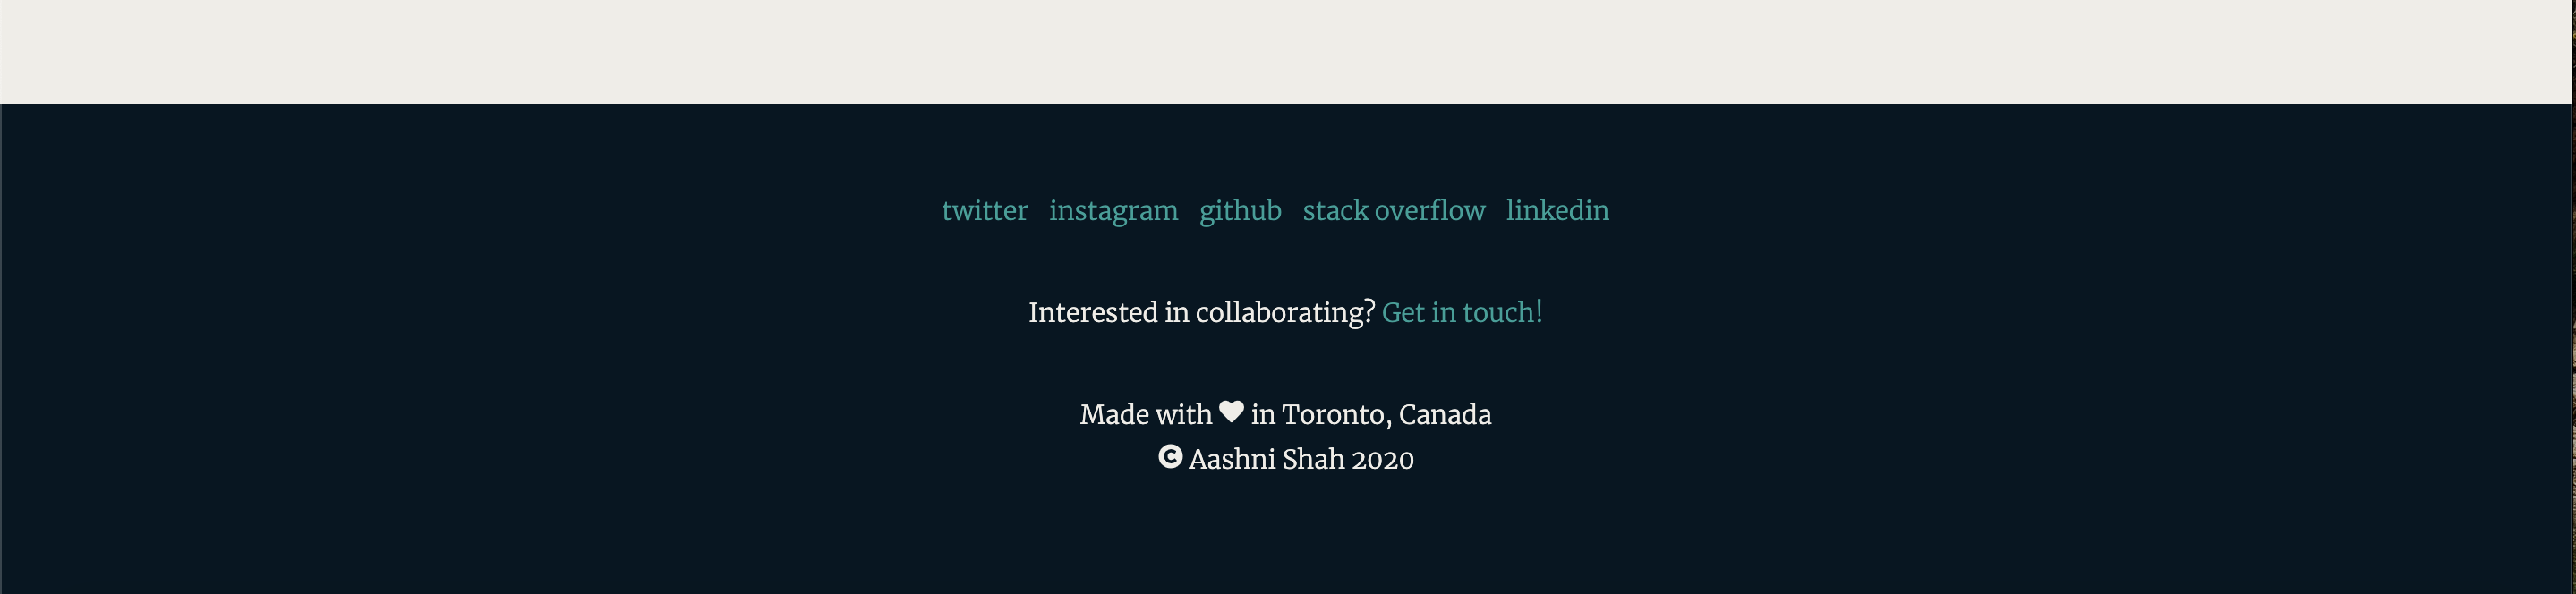 twitter instagram github stack overflow linkedin
Interested in collaborating? Get in touch!
Made with ♥ in Toronto, Canada
© Aashni Shah 2020